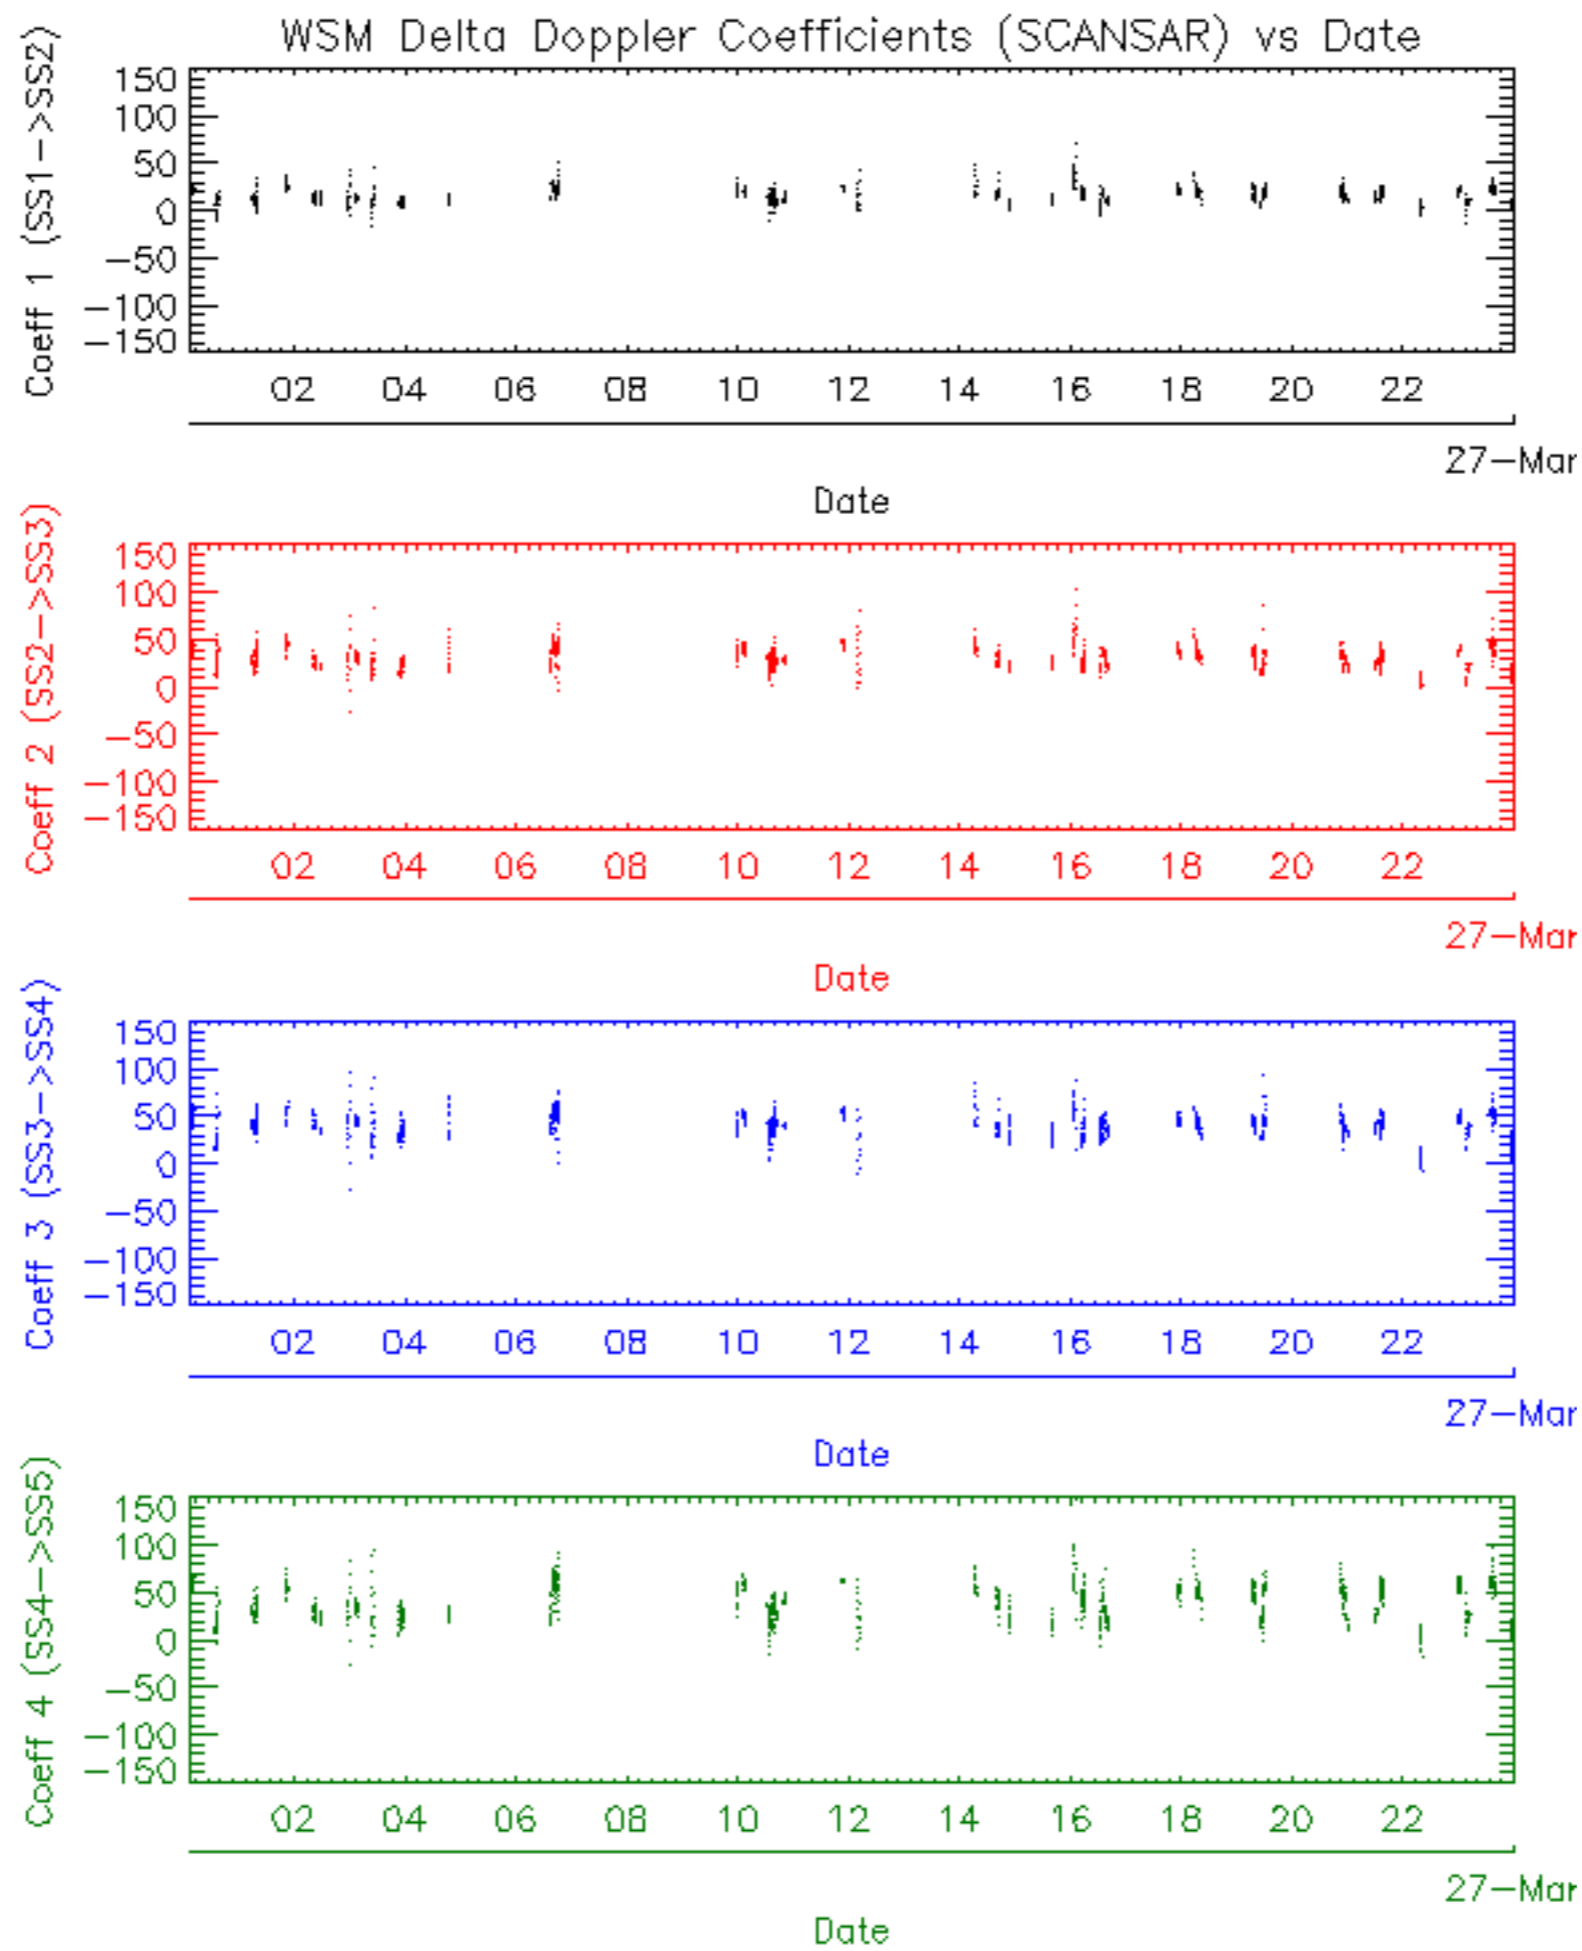 WSM Delta Doppler Coefficients (SCANSAR) vs Date
Coeff 1 (SS1->SS2)
150
100
50
0
-50
-100
-150
02 04 06 08 10 12 14 16 18 20 22
27-Mar
Date
Coeff 2 (SS2->SS3)
150
100
50
0
-50
-100
-150
02 04 06 08 10 12 14 16 18 20 22
27-Mar
Date
Coeff 3 (SS3->SS4)
150
100
50
0
-50
-100
-150
02 04 06 08 10 12 14 16 18 20 22
27-Mar
Date
Coeff 4 (SS4->SS5)
150
100
50
0
-50
-100
-150
02 04 06 08 10 12 14 16 18 20 22
27-Mar
Date